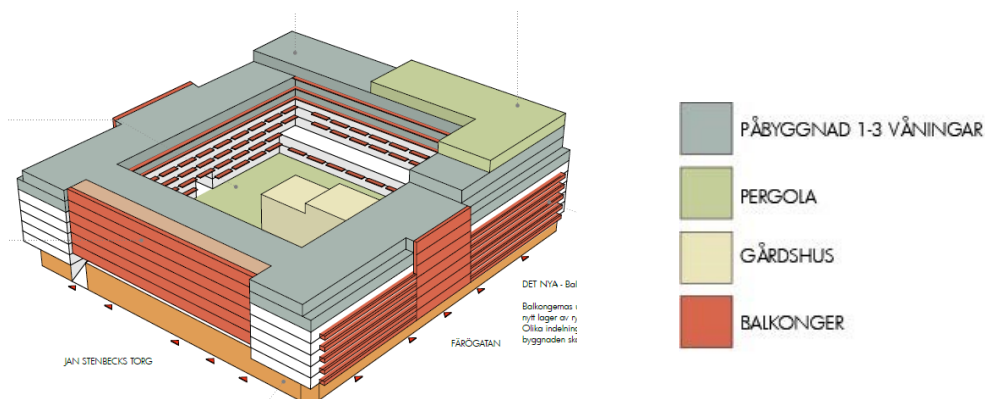 PÅBYGGNAD 1-3 VÅNINGAR
PERGOLA
GÅRDSHUS
BALKONGER
DET NYA - Bal
Balkongernas
nytt lager av
Olika indelning
byggnaden
FÄRÖGATAN
JAN STENBECKS TORG